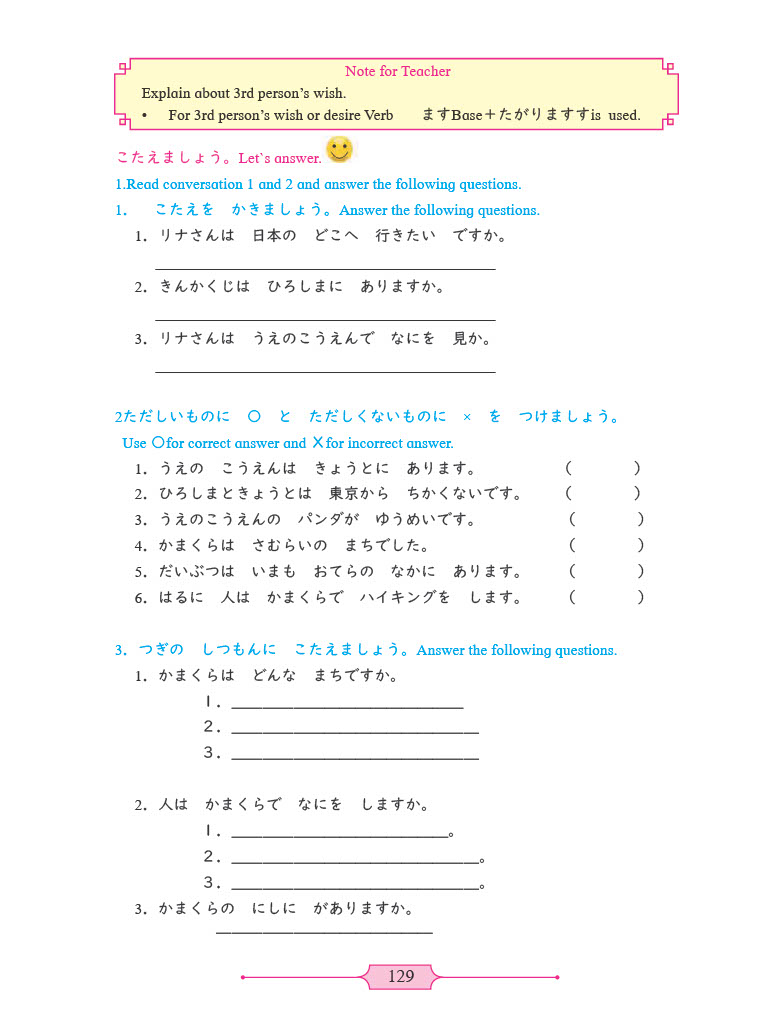 Note for Teacher
Explain about 3rd person's wish.
• For 3rd person's wish or desire Verb ますBase＋たがりますすis used.
こたえましょう。Let`s answer.
1.Read conversation 1 and 2 and answer the following questions.
1. こたえを　かきましょう。Answer the following questions.
1. リナさんは　日本の　どこへ　行きたい　ですか。
2. きんかくじは　ひろしまに　ありますか。
3. リナさんは　うえのこうえんで　なにを　見か。
2ただしいものに　〇　と　ただしくないものに　×　を　つけましょう。
Use 〇for correct answer and Xfor incorrect answer.
1. うえの　こうえんは　きょうとに　あります。 (　　　)
2. ひろしまときょうとは　東京から　ちかくないです。 (　　　)
3. うえのこうえんの　パンダが　ゆうめいです。 (　　　)
4. かまくらは　さむらいの　まちでした。 (　　　)
5. だいぶつは　いまも　おてらの　なかに　あります。 (　　　)
6. はるに　人は　かまくらで　ハイキングを　します。 (　　　)
3. つぎの　しつもんに　こたえましょう。Answer the following questions.
1. かまくらは　どんな　まちですか。
１. ______________________________
２. ________________________________
３. ________________________________
2. 人は　かまくらで　なにを　しますか。
１. ____________________________。
２. ________________________________。
３. ________________________________。
3. かまくらの　にしに　がありますか。
129